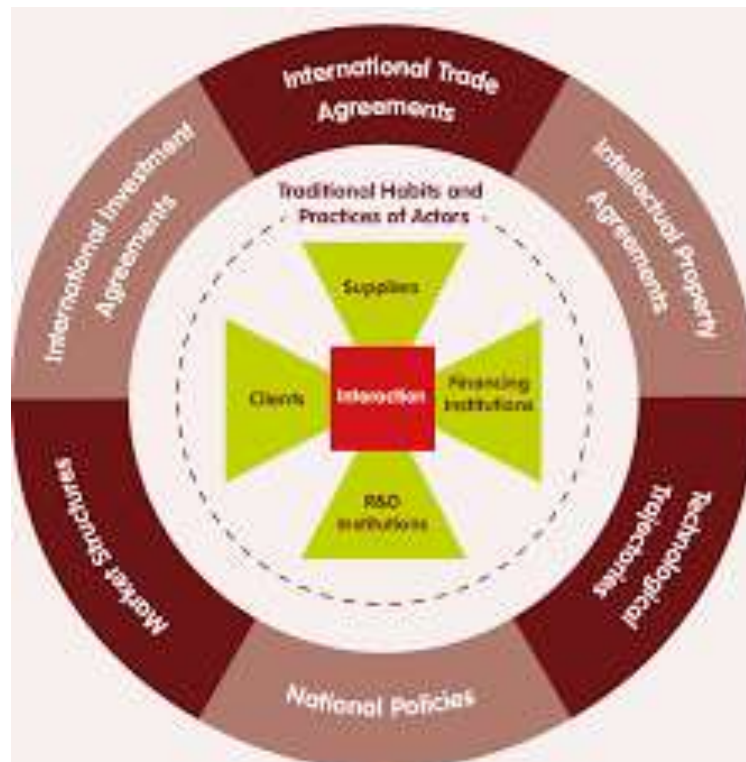 International Trade
Agreements
Intellectual Property
Agreements
Technological
Trajectories
National Policies
Market Structures
International Investment
Agreements
Traditional Habits and
Practices of Actors
Suppliers
Clients
Interaction
Financing
Institutions
R&D
Institutions